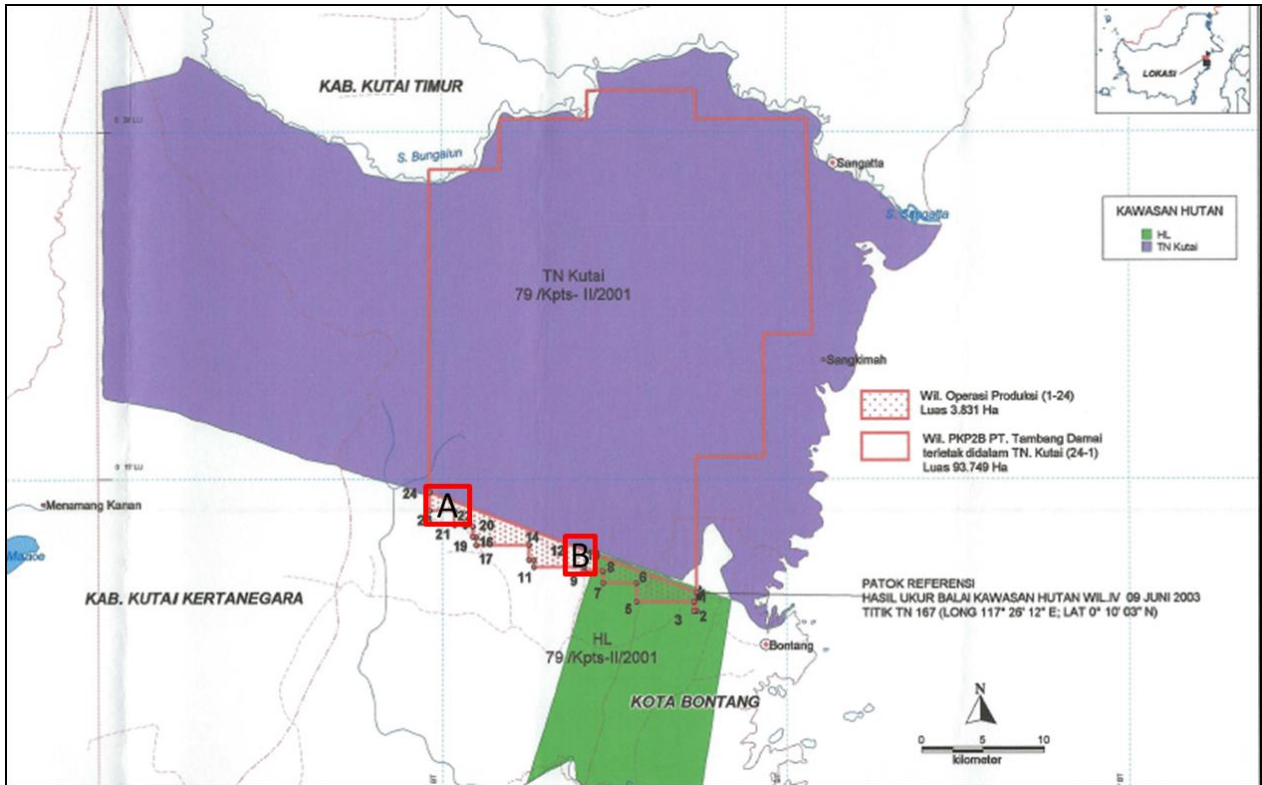 KAB. KUTAI TIMUR
LOKASI
S. Bungalun
Sangatta
S. Sangatta
KAWASAN HUTAN
HL
TN Kutai
TN Kutai
79 /Kpts- II/2001
Sangkimah
Wil. Operasi Produksi (1-24)
Luas 3.831 Ha
Wil. PKP2B PT. Tambang Damai
terletak didalam TN. Kutai (24-1)
Luas 93.749 Ha
24
A
Menamang Kanan
21
20
19
16
17
14
12
B
11
9
8
7
6
5
3
2
PATOK REFERENSI
HASIL UKUR BALAI KAWASAN HUTAN WIL.IV 09 JUNI 2003
TITIK TN 167 (LONG 117° 26' 12" E; LAT 0° 10' 03" N)
KAB. KUTAI KERTANEGARA
HL
79 /Kpts-II/2001
Bontang
KOTA BONTANG
N
0 5 10
kilometer